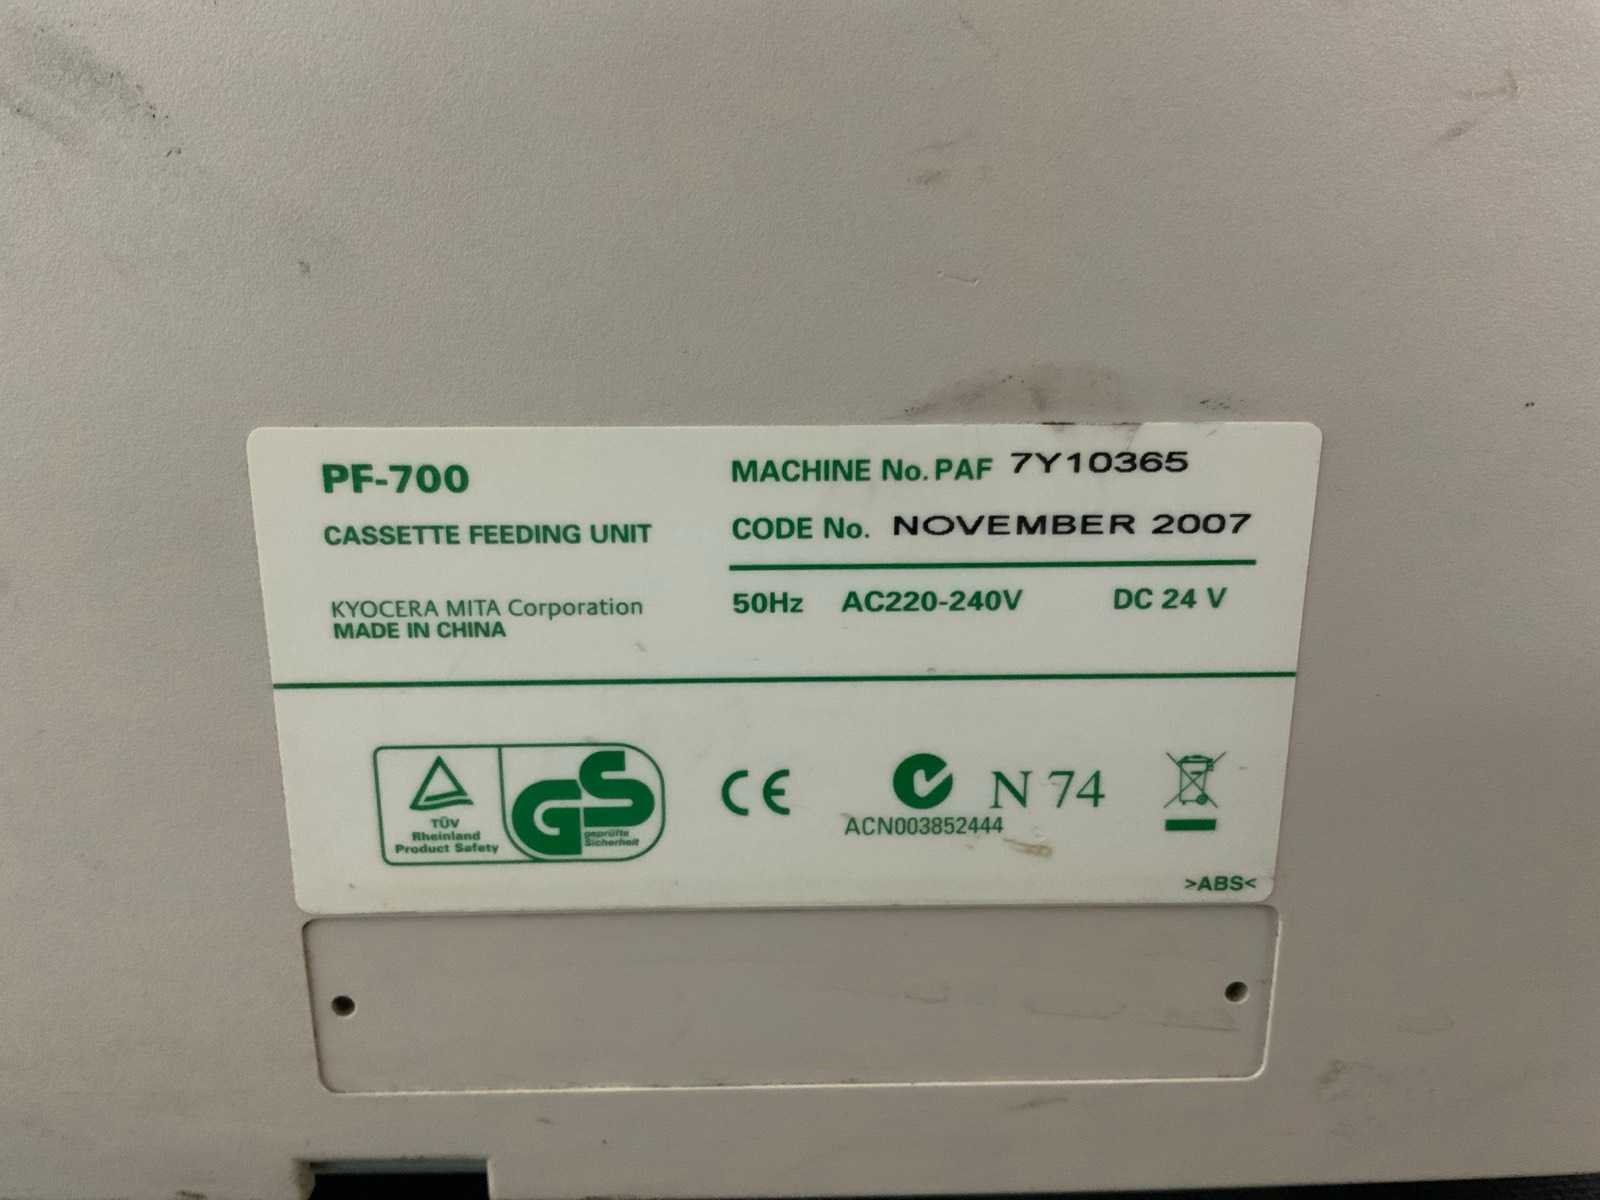 PF-700
CASSETTE FEEDING UNIT
KYOCERA MITA Corporation
MADE IN CHINA
MACHINE No. PAF 7Y10365
CODE No. NOVEMBER 2007
50Hz AC220-240V DC 24 V
TÜV
Rheinland
Product Safety
GS
geprüfte
Sicherheit
CE
N 74
ACN003852444
>ABS<